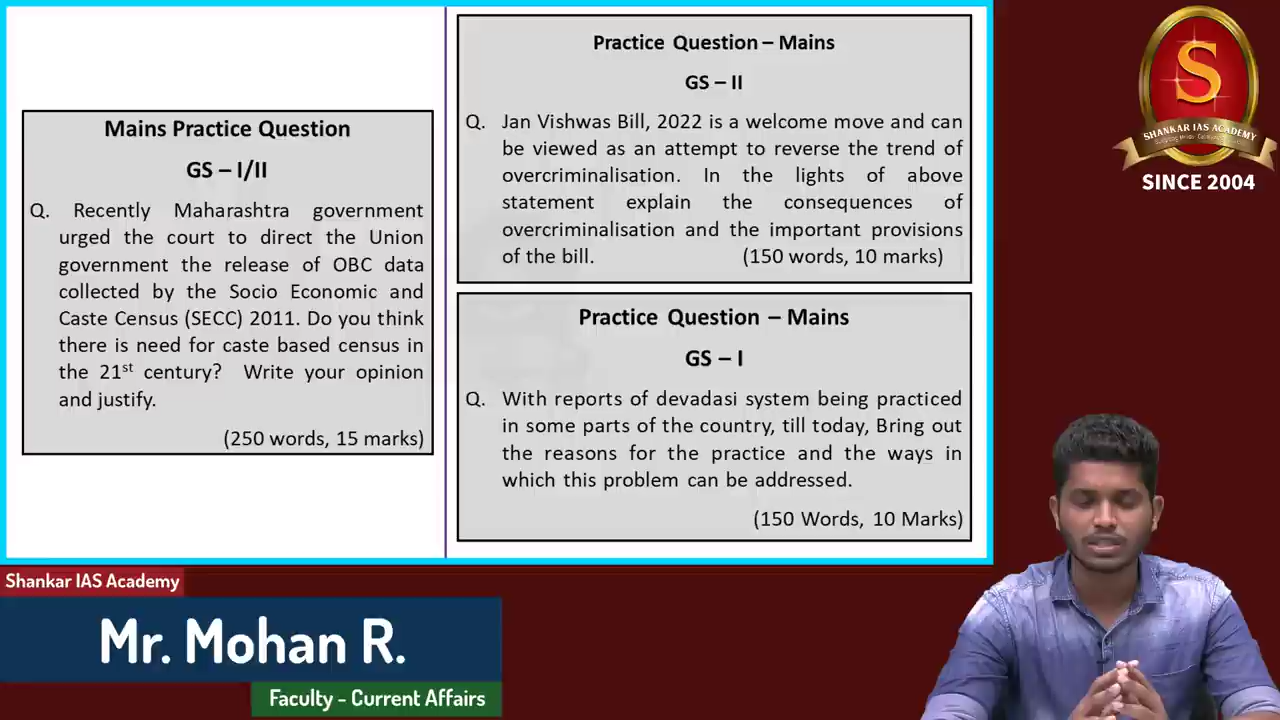 Mains Practice Question
GS – I/II
Q. Recently Maharashtra government
urged the court to direct the Union
government the release of OBC data
collected by the Socio Economic and
Caste Census (SECC) 2011. Do you think
there is need for caste based census in
the 21st century? Write your opinion
and justify.
(250 words, 15 marks)
Practice Question – Mains
GS – II
Q. Jan Vishwas Bill, 2022 is a welcome move and can
be viewed as an attempt to reverse the trend of
overcriminalisation. In the lights of above
statement explain the consequences of
overcriminalisation and the important provisions
of the bill. (150 words, 10 marks)
Practice Question – Mains
GS – I
Q. With reports of devadasi system being practiced
in some parts of the country, till today, Bring out
the reasons for the practice and the ways in
which this problem can be addressed.
(150 Words, 10 Marks)
S
SHANKAR IAS ACADEMY
SINCE 2004
Shankar IAS Academy
Mr. Mohan R.
Faculty - Current Affairs